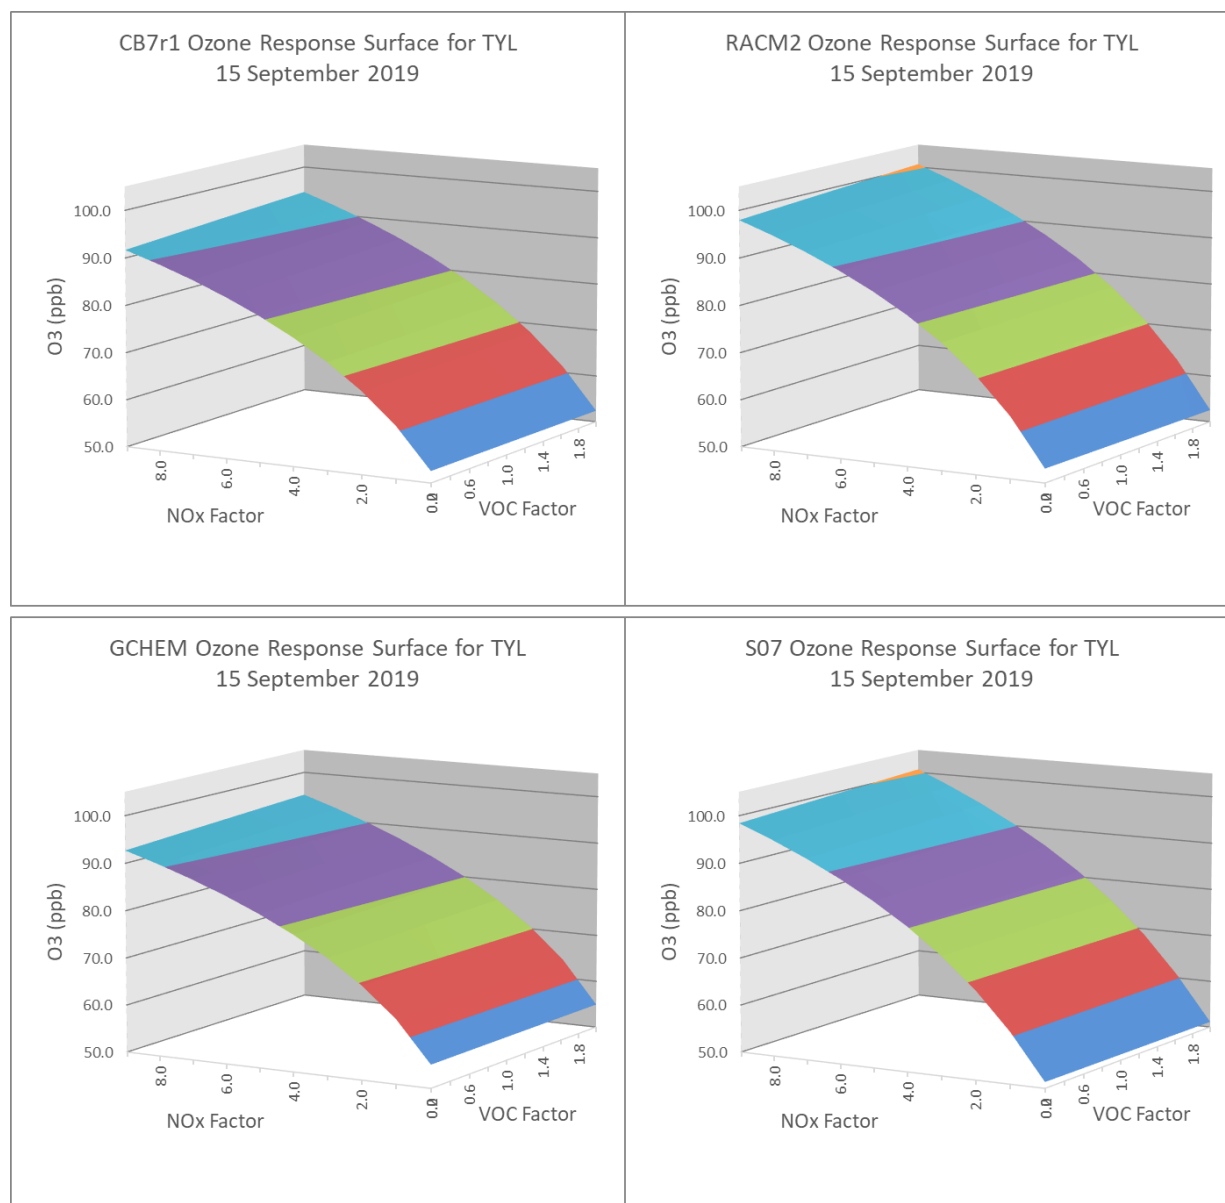 CB7r1 Ozone Response Surface for TYL
15 September 2019
O3 (ppb)
100.0
90.0
80.0
70.0
60.0
50.0
8.0
6.0
4.0
2.0
0.2
0.6
1.0
1.4
1.8
NOx Factor
VOC Factor
RACM2 Ozone Response Surface for TYL
15 September 2019
O3 (ppb)
100.0
90.0
80.0
70.0
60.0
50.0
8.0
6.0
4.0
2.0
0.6
1.0
1.4
1.8
NOx Factor
VOC Factor
GCHEM Ozone Response Surface for TYL
15 September 2019
O3 (ppb)
100.0
90.0
80.0
70.0
60.0
50.0
8.0
6.0
4.0
2.0
0.6
1.0
1.4
1.8
NOx Factor
VOC Factor
S07 Ozone Response Surface for TYL
15 September 2019
O3 (ppb)
100.0
90.0
80.0
70.0
60.0
50.0
8.0
6.0
4.0
2.0
0.6
1.0
1.4
1.8
NOx Factor
VOC Factor